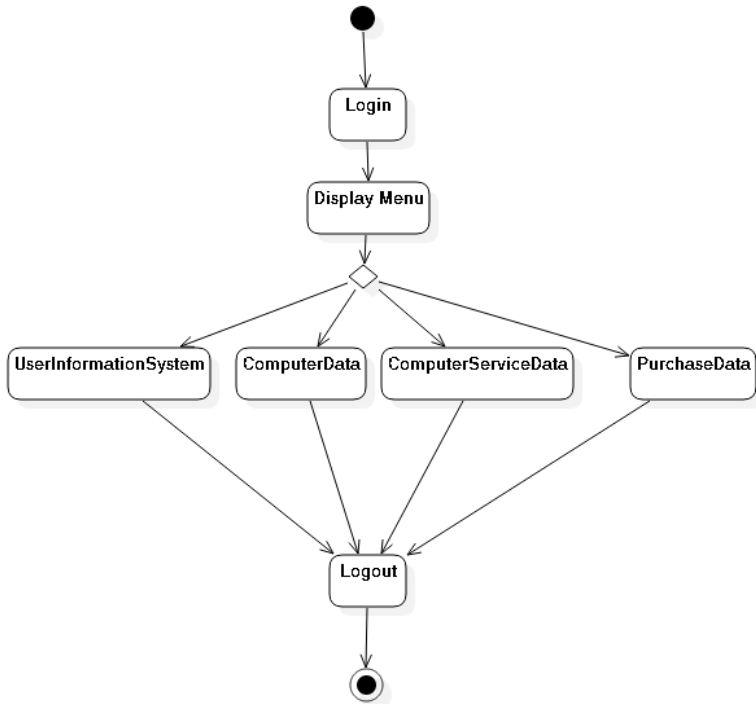 Login
Display Menu
UserInformationSystem
ComputerData
ComputerServiceData
PurchaseData
Logout